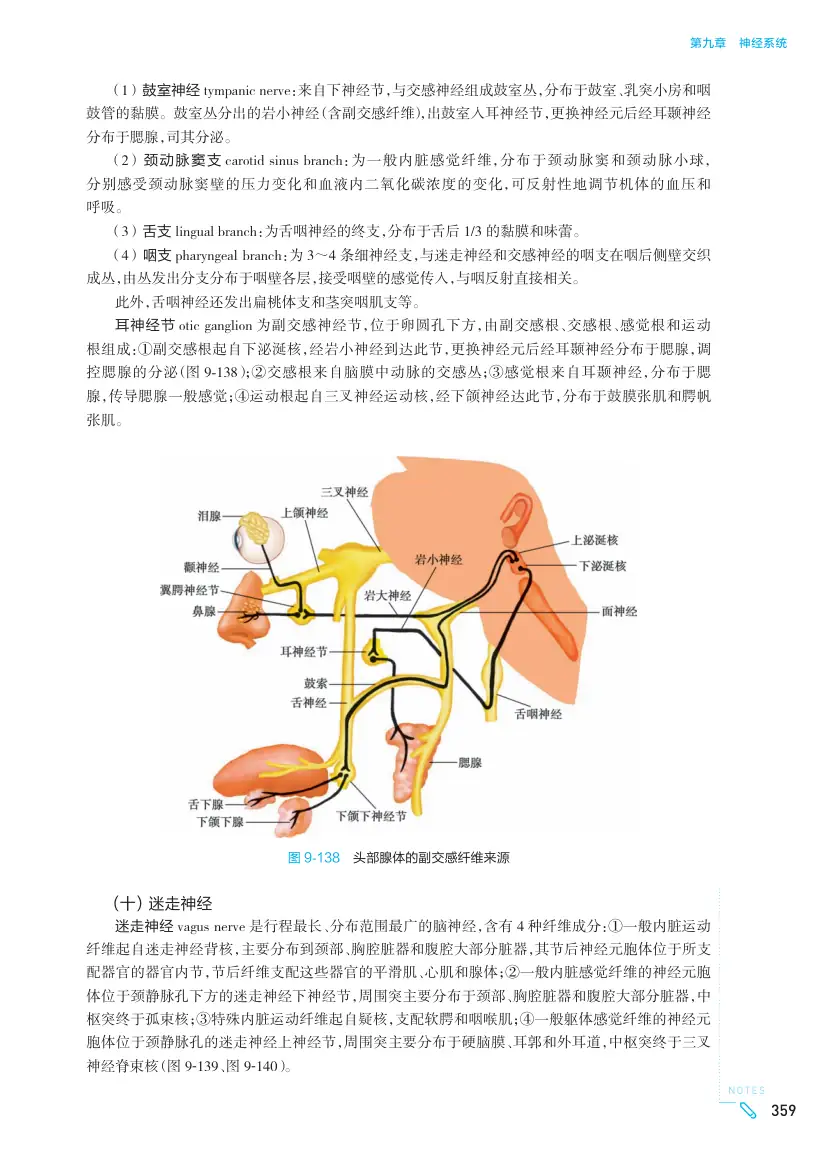 第九章 神经系统
（1）鼓室神经 tympanic nerve：来自下神经节，与交感神经组成鼓室丛，分布于鼓室、乳突小房和咽
鼓管的黏膜。鼓室丛分出的岩小神经（含副交感纤维），出鼓室入耳神经节，更换神经元后经耳颞神经
分布于腮腺，司其分泌。
（2）颈动脉窦支 carotid sinus branch：为一般内脏感觉纤维，分布于颈动脉窦和颈动脉小球，
分别感受颈动脉窦壁的压力变化和血液内二氧化碳浓度的变化，可反射性地调节机体的血压和
呼吸。
（3）舌支 lingual branch：为舌咽神经的终支，分布于舌后 1/3 的黏膜和味蕾。
（4）咽支 pharyngeal branch：为 3～4 条细神经支，与迷走神经和交感神经的咽支在咽后侧壁交织
成丛，由丛发出分支分布于咽壁各层，接受咽壁的感觉传入，与咽反射直接相关。
此外，舌咽神经还发出扁桃体支和茎突咽肌支等。
耳神经节 otic ganglion 为副交感神经节，位于卵圆孔下方，由副交感根、交感根、感觉根和运动
根组成：①副交感根起自下泌涎核，经岩小神经到达此节，更换神经元后经耳颞神经分布于腮腺，调
控腮腺的分泌（图 9-138）；②交感根来自脑膜中动脉的交感丛；③感觉根来自耳颞神经，分布于腮
腺，传导腮腺一般感觉；④运动根起自三叉神经运动核，经下颌神经达此节，分布于鼓膜张肌和腭帆
张肌。
三叉神经
泪腺
上颌神经
上泌涎核
岩小神经
颧神经
下泌涎核
翼腭神经节
岩大神经
鼻腺
面神经
耳神经节
鼓索
舌神经
舌咽神经
腮腺
舌下腺
下颌下腺
下颌下神经节
图 9-138 头部腺体的副交感纤维来源
（十）迷走神经
迷走神经 vagus nerve 是行程最长、分布范围最广的脑神经，含有 4 种纤维成分：①一般内脏运动
纤维起自迷走神经背核，主要分布到颈部、胸腔脏器和腹腔大部分脏器，其节后神经元胞体位于所支
配器官的器官内节，节后纤维支配这些器官的平滑肌、心肌和腺体；②一般内脏感觉纤维的神经元胞
体位于颈静脉孔下方的迷走神经下神经节，周围突主要分布于颈部、胸腔脏器和腹腔大部分脏器，中
枢突终于孤束核；③特殊内脏运动纤维起自疑核，支配软腭和咽喉肌；④一般躯体感觉纤维的神经元
胞体位于颈静脉孔的迷走神经上神经节，周围突主要分布于硬脑膜、耳郭和外耳道，中枢突终于三叉
神经脊束核（图 9-139、图 9-140）。
NOTES
359